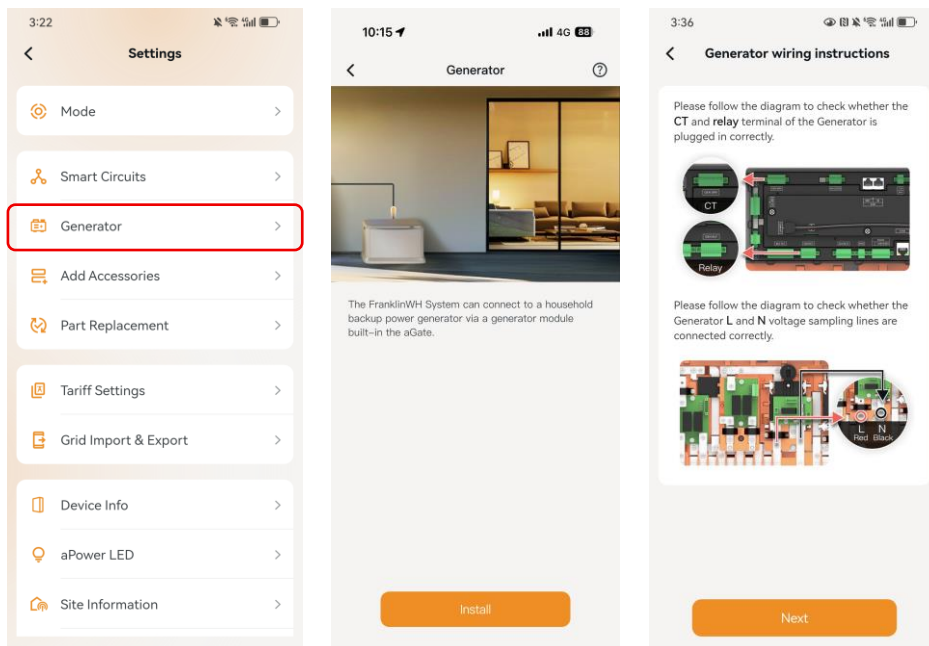 3:22
Settings
Mode
Smart Circuits
Generator
Add Accessories
Part Replacement
Tariff Settings
Grid Import & Export
Device Info
aPower LED
Site Information
10:15
4G 88
Generator
The FranklinWH System can connect to a household
backup power generator via a generator module
built-in the aGate.
Install
3:36
Generator wiring instructions
Please follow the diagram to check whether the
CT and relay terminal of the Generator is
plugged in correctly.
CT
Relay
Please follow the diagram to check whether the
Generator L and N voltage sampling lines are
connected correctly.
L N
Red Black
Next